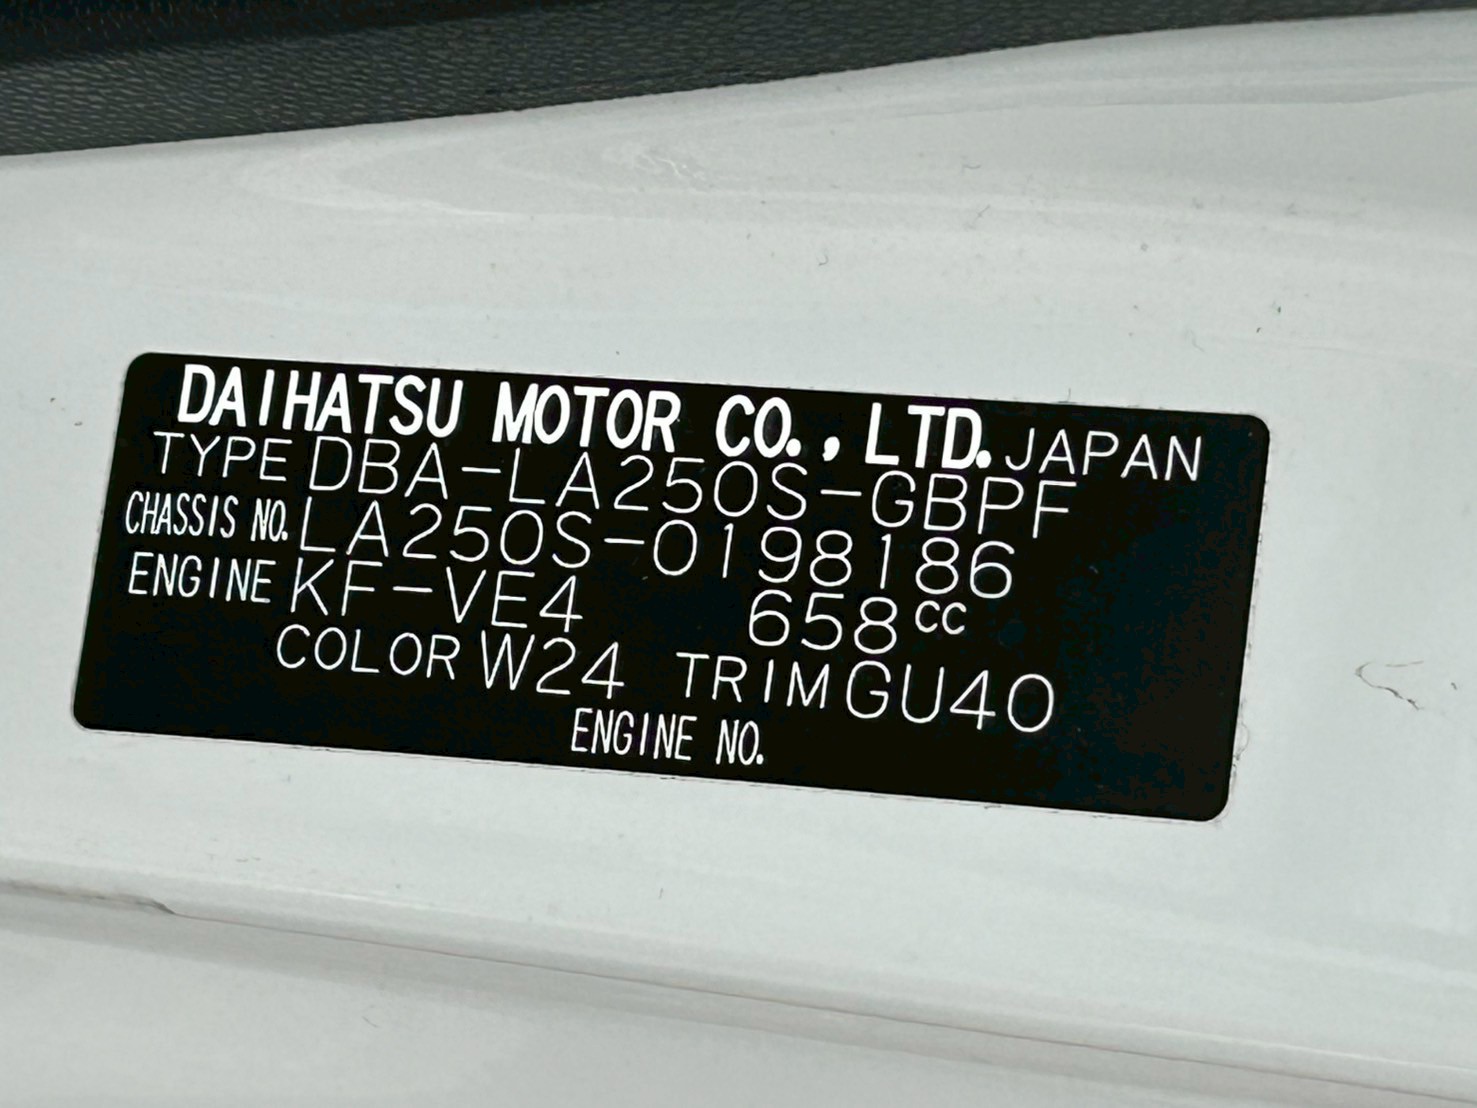 DAIHATSU MOTOR CO., LTD. JAPAN
TYPE DBA-LA250S-GBPF
CHASSIS NO. LA250S-0198186
ENGINE KF-VE4 658cc
COLOR W24 TRIM GU40
ENGINE NO.